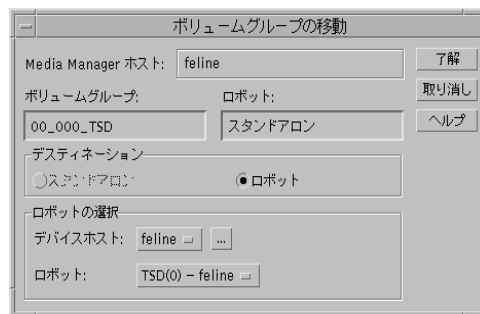 ボリュームグループの移動
Media Manager ホスト: feline
了解
ボリュームグループ: ロボット:
取り消し
00_000_TSD スタンドアロン
ヘルプ
デスティネーション
スタンドアロン ロボット
ロボットの選択
デバイスホスト: feline ...
ロボット: TSD(0) – feline